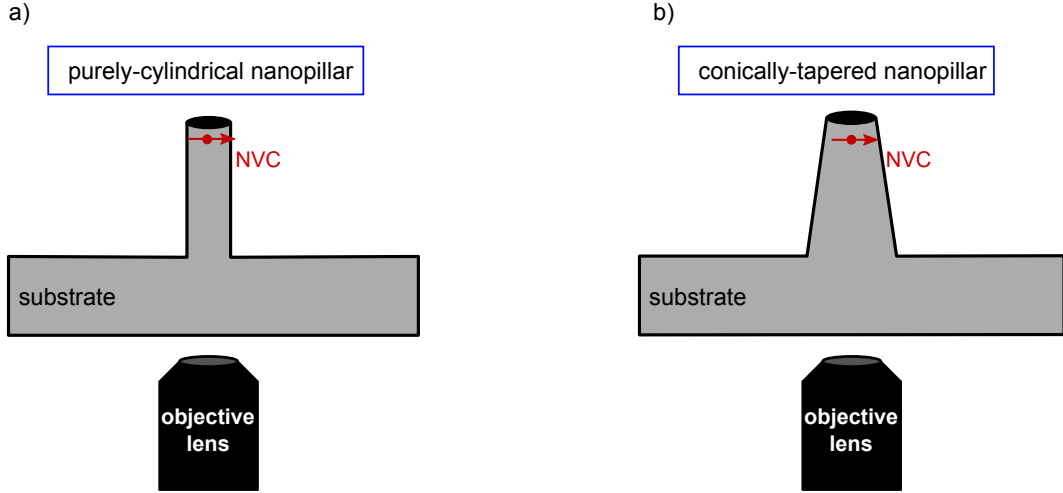 a)
purely-cylindrical nanopillar
NVC
substrate
objective
lens
b)
conically-tapered nanopillar
NVC
substrate
objective
lens